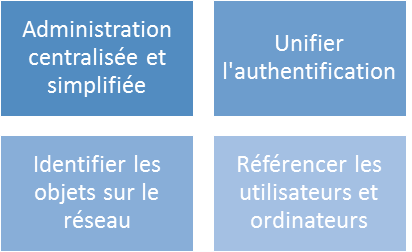 Administration
centralisée et
simplifiée
Unifier
l'authentification
Identifier les
objets sur le
réseau
Référencer les
utilisateurs et
ordinateurs